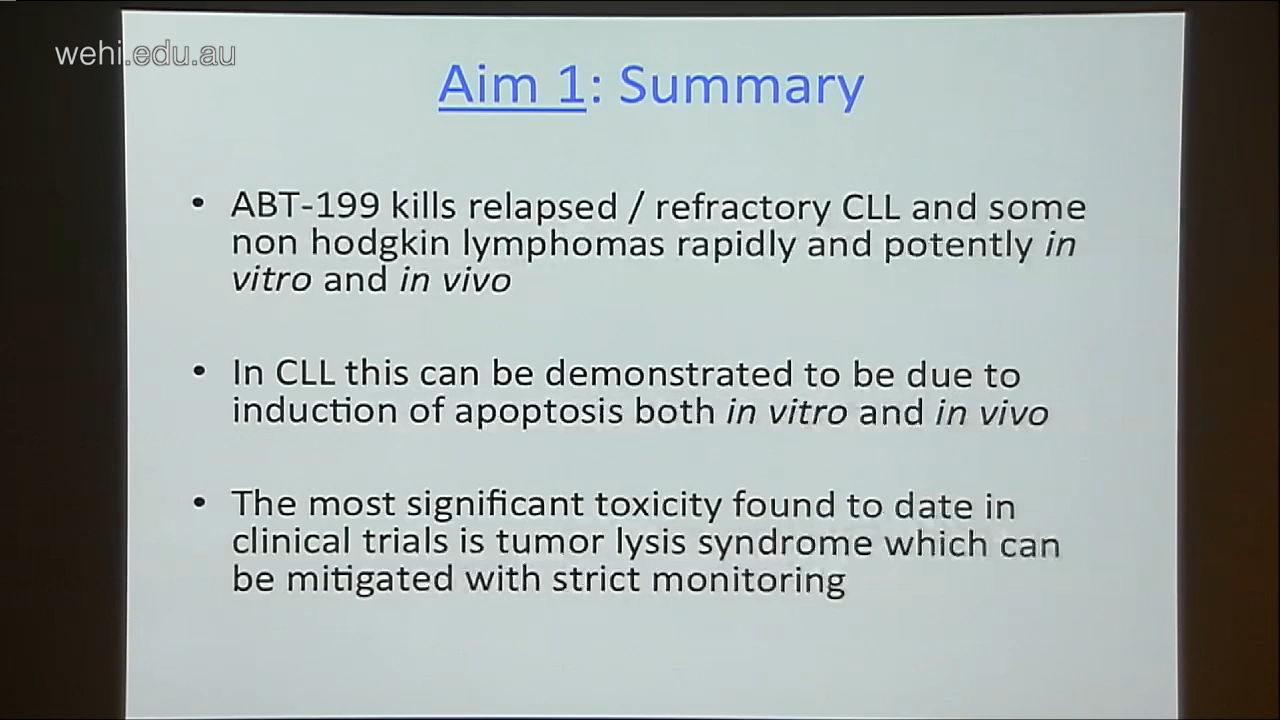 wehi.edu.au
Aim 1: Summary
• ABT-199 kills relapsed / refractory CLL and some
non hodgkin lymphomas rapidly and potently in
vitro and in vivo
• In CLL this can be demonstrated to be due to
induction of apoptosis both in vitro and in vivo
• The most significant toxicity found to date in
clinical trials is tumor lysis syndrome which can
be mitigated with strict monitoring